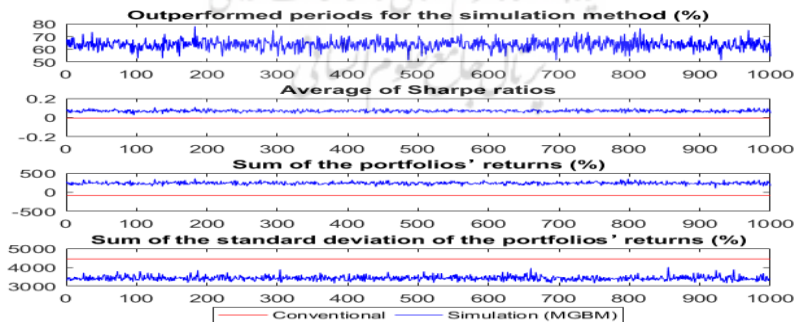 Outperformed periods for the simulation method (%)
80
70
60
50
0 100 200 300 400 500 600 700 800 900 1000
Average of Sharpe ratios
0.2
0
-0.2
0 100 200 300 400 500 600 700 800 900 1000
Sum of the portfolios' returns (%)
500
0
-500
0 100 200 300 400 500 600 700 800 900 1000
Sum of the standard deviation of the portfolios' returns (%)
5000
4000
3000
0 100 200 300 400 500 600 700 800 900 1000
Conventional Simulation (MGBM)